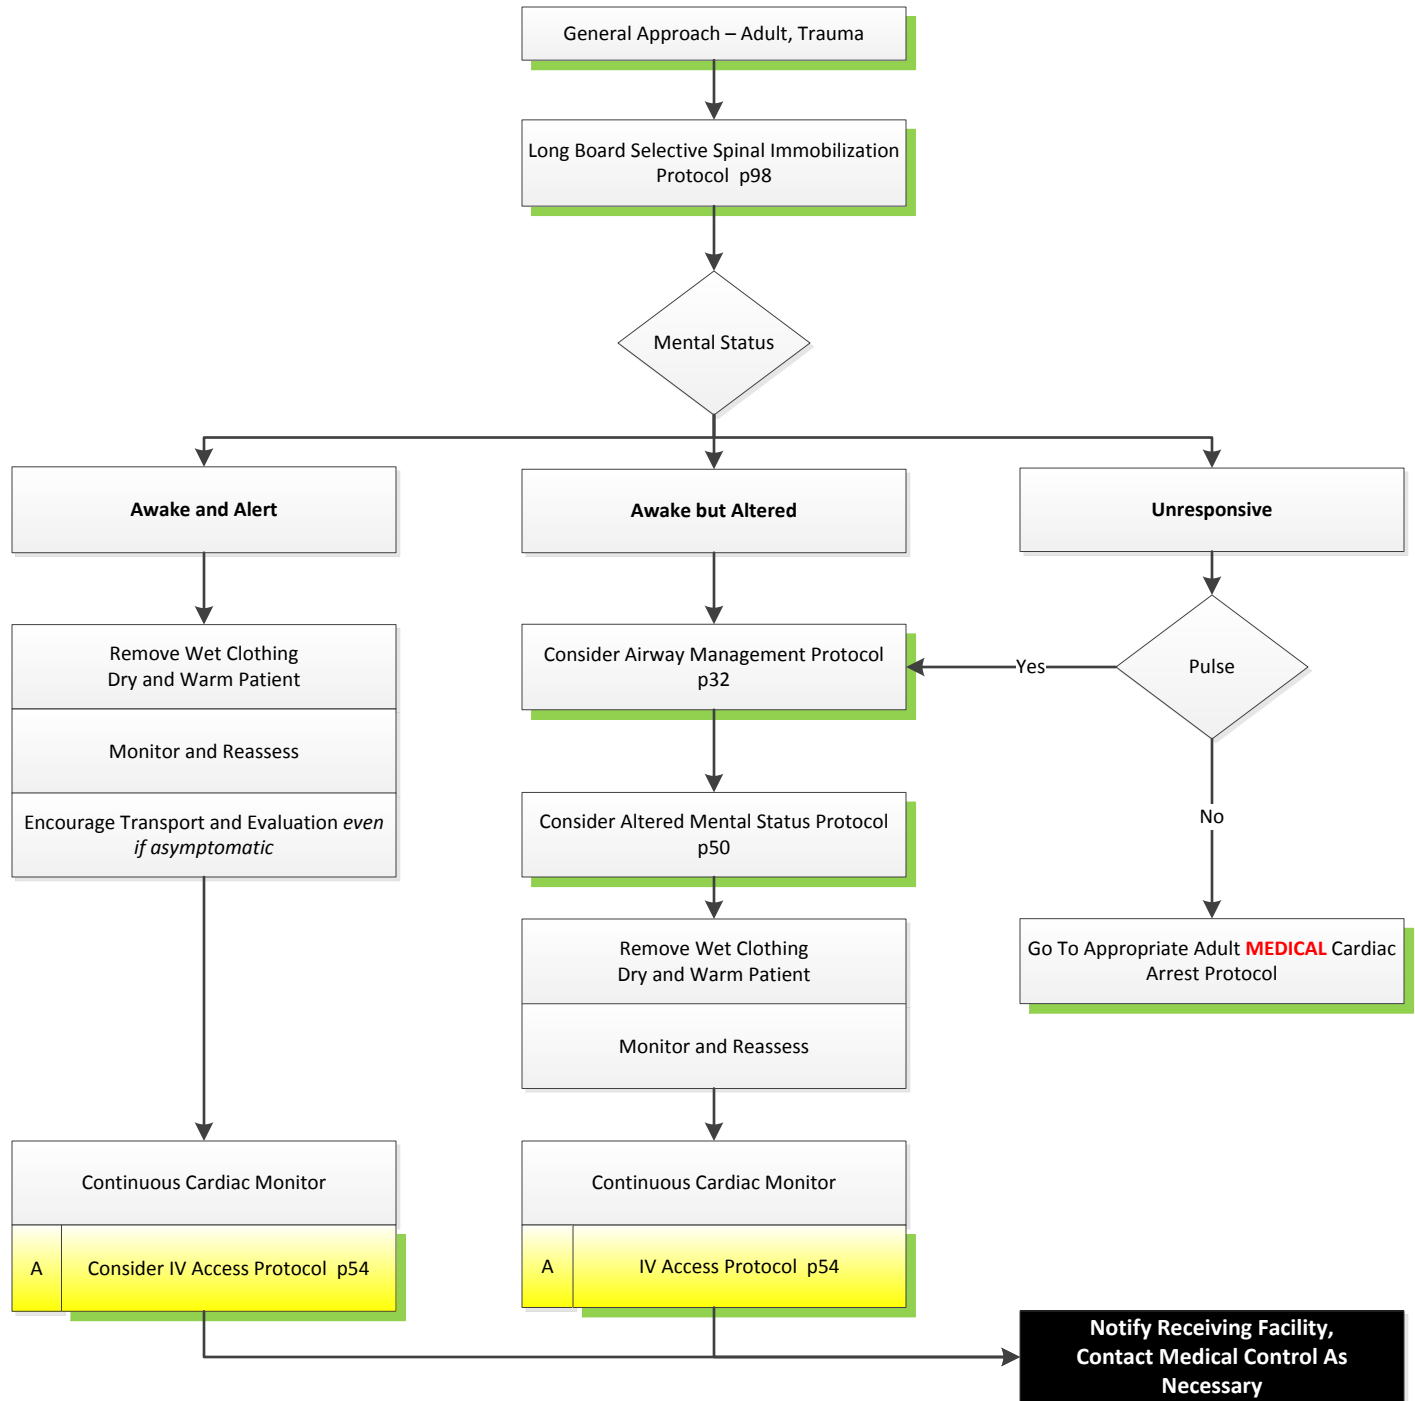 General Approach – Adult, Trauma
Long Board Selective Spinal Immobilization
Protocol p98
Mental Status
Awake and Alert
Awake but Altered
Unresponsive
Remove Wet Clothing
Dry and Warm Patient
Monitor and Reassess
Encourage Transport and Evaluation even
if asymptomatic
Consider Airway Management Protocol
p32
Yes
Pulse
No
Consider Altered Mental Status Protocol
p50
Remove Wet Clothing
Dry and Warm Patient
Monitor and Reassess
Go To Appropriate Adult MEDICAL Cardiac
Arrest Protocol
Continuous Cardiac Monitor
A
Consider IV Access Protocol p54
Continuous Cardiac Monitor
A
IV Access Protocol p54
Notify Receiving Facility,
Contact Medical Control As
Necessary